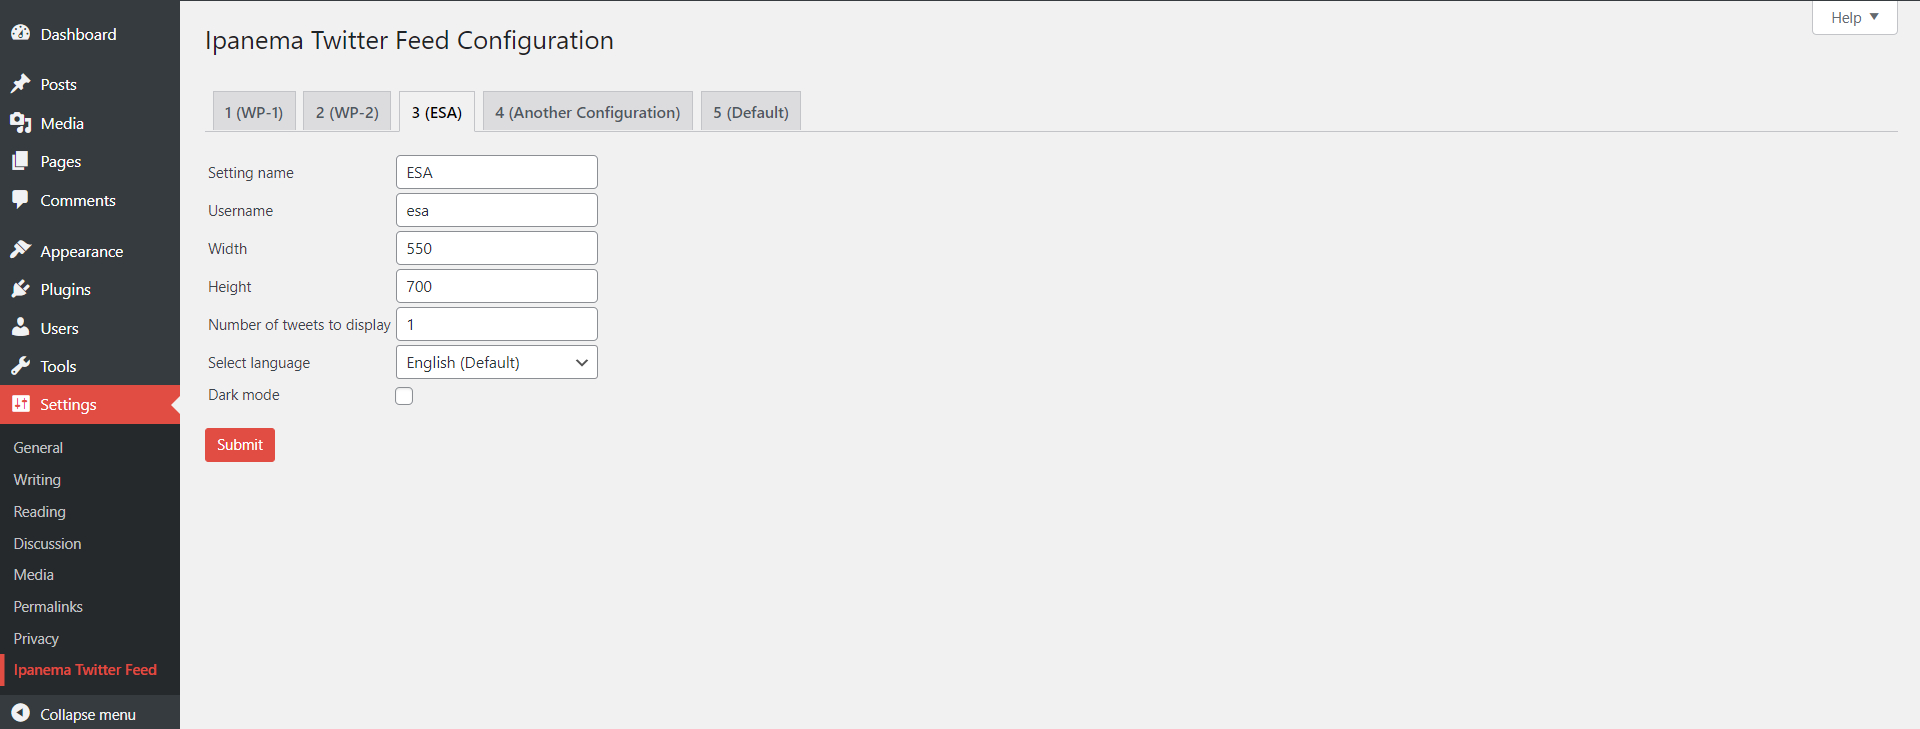 Dashboard
Posts
Media
Pages
Comments
Appearance
Plugins
Users
Tools
Settings
General
Writing
Reading
Discussion
Media
Permalinks
Privacy
Ipanema Twitter Feed
Collapse menu
Help
Ipanema Twitter Feed Configuration
1 (WP-1) 2 (WP-2) 3 (ESA) 4 (Another Configuration) 5 (Default)
Setting name ESA
Username esa
Width 550
Height 700
Number of tweets to display 1
Select language English (Default)
Dark mode
Submit